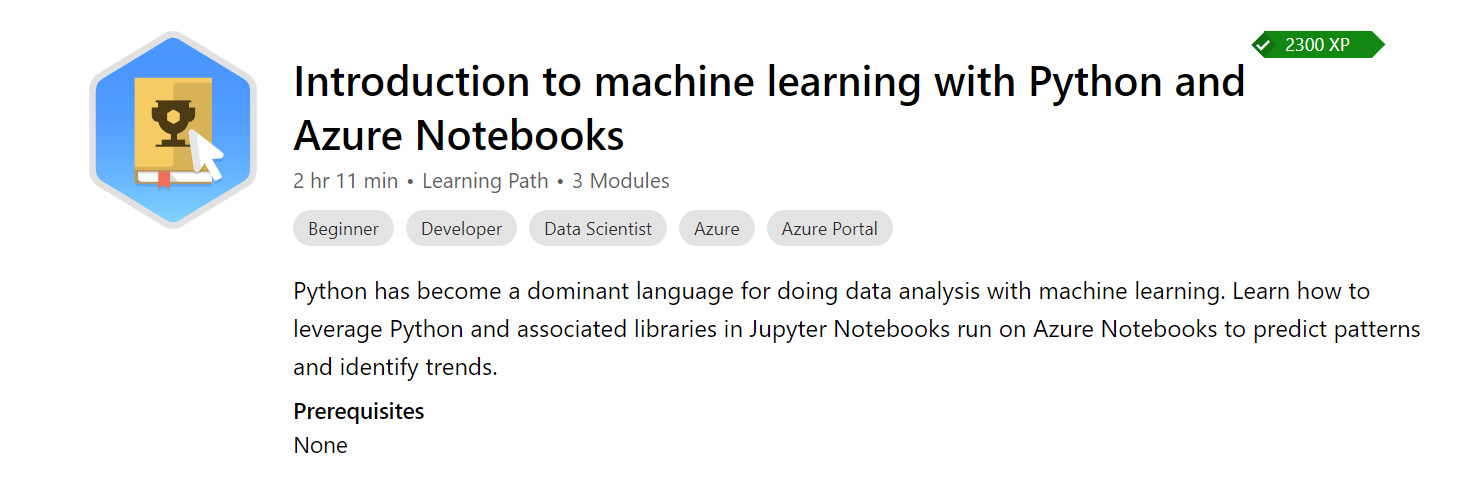 2300 XP
Introduction to machine learning with Python and
Azure Notebooks
2 hr 11 min • Learning Path • 3 Modules
Beginner Developer Data Scientist Azure Azure Portal
Python has become a dominant language for doing data analysis with machine learning. Learn how to
leverage Python and associated libraries in Jupyter Notebooks run on Azure Notebooks to predict patterns
and identify trends.
Prerequisites
None